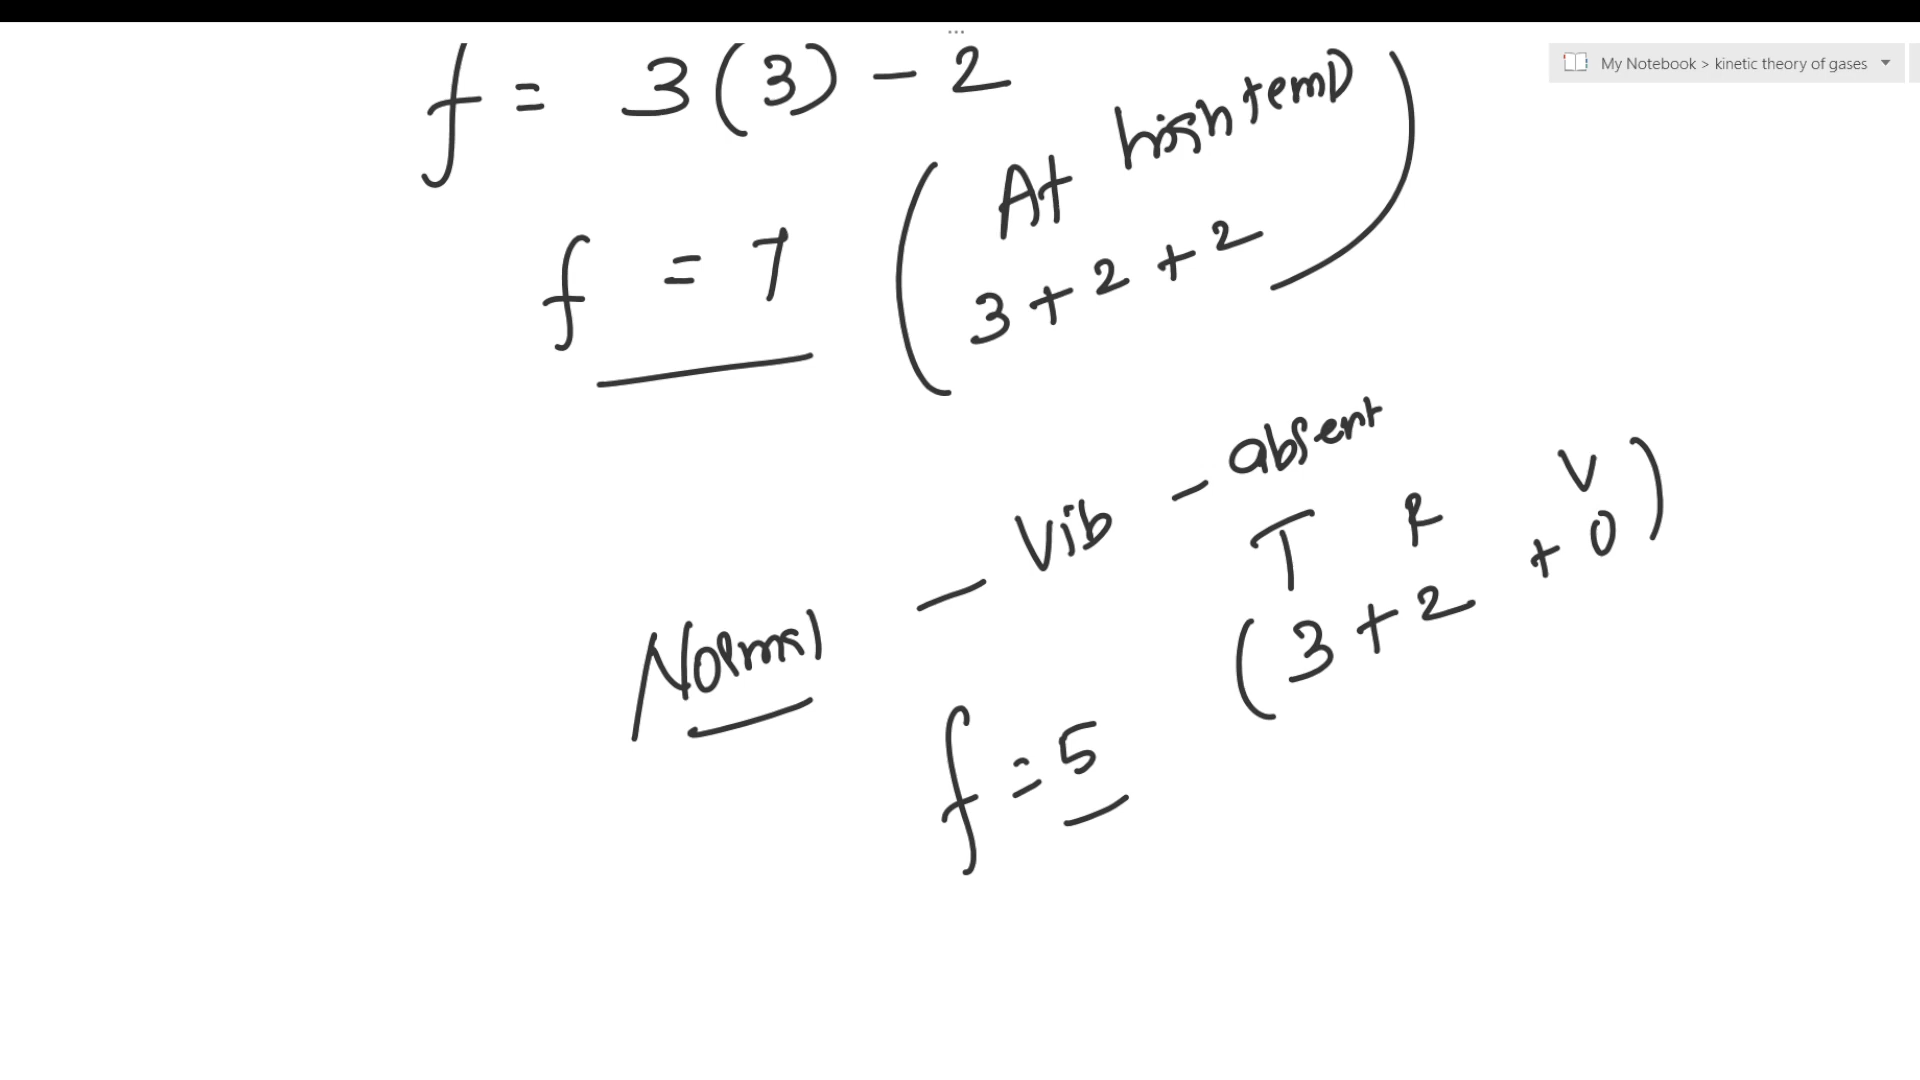 My Notebook > kinetic theory of gases
f = 3(3) - 2
f = 7 (At high temp
3 + 2 + 2)
Normal - Vib - absent
T R V
f = 5 (3 + 2 + 0)